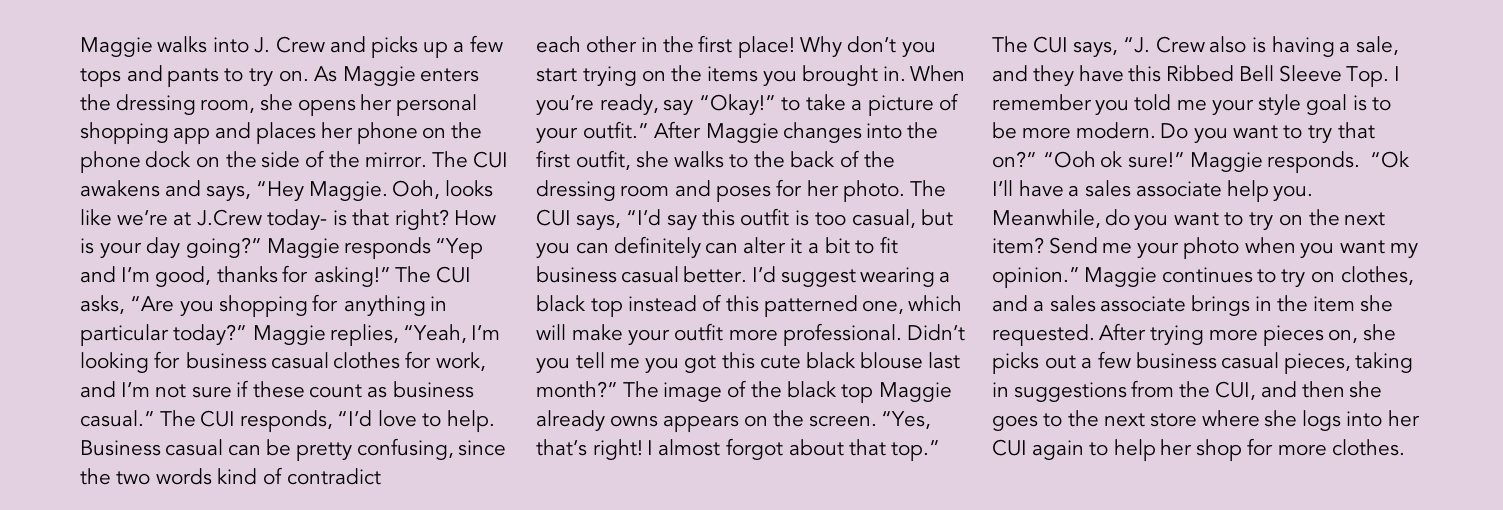 Maggie walks into J. Crew and picks up a few
tops and pants to try on. As Maggie enters
the dressing room, she opens her personal
shopping app and places her phone on the
phone dock on the side of the mirror. The CUI
awakens and says, “Hey Maggie. Ooh, looks
like we’re at J.Crew today- is that right? How
is your day going?” Maggie responds “Yep
and I’m good, thanks for asking!” The CUI
asks, “Are you shopping for anything in
particular today?” Maggie replies, “Yeah, I’m
looking for business casual clothes for work,
and I’m not sure if these count as business
casual.” The CUI responds, “I’d love to help.
Business casual can be pretty confusing, since
the two words kind of contradict
each other in the first place! Why don’t you
start trying on the items you brought in. When
you’re ready, say “Okay!” to take a picture of
your outfit.” After Maggie changes into the
first outfit, she walks to the back of the
dressing room and poses for her photo. The
CUI says, “I’d say this outfit is too casual, but
you can definitely can alter it a bit to fit
business casual better. I’d suggest wearing a
black top instead of this patterned one, which
will make your outfit more professional. Didn’t
you tell me you got this cute black blouse last
month?” The image of the black top Maggie
already owns appears on the screen. “Yes,
that’s right! I almost forgot about that top.”
The CUI says, “J. Crew also is having a sale,
and they have this Ribbed Bell Sleeve Top. I
remember you told me your style goal is to
be more modern. Do you want to try that
on?” “Ooh ok sure!” Maggie responds.  “Ok
I’ll have a sales associate help you.
Meanwhile, do you want to try on the next
item? Send me your photo when you want my
opinion.” Maggie continues to try on clothes,
and a sales associate brings in the item she
requested. After trying more pieces on, she
picks out a few business casual pieces, taking
in suggestions from the CUI, and then she
goes to the next store where she logs into her
CUI again to help her shop for more clothes.